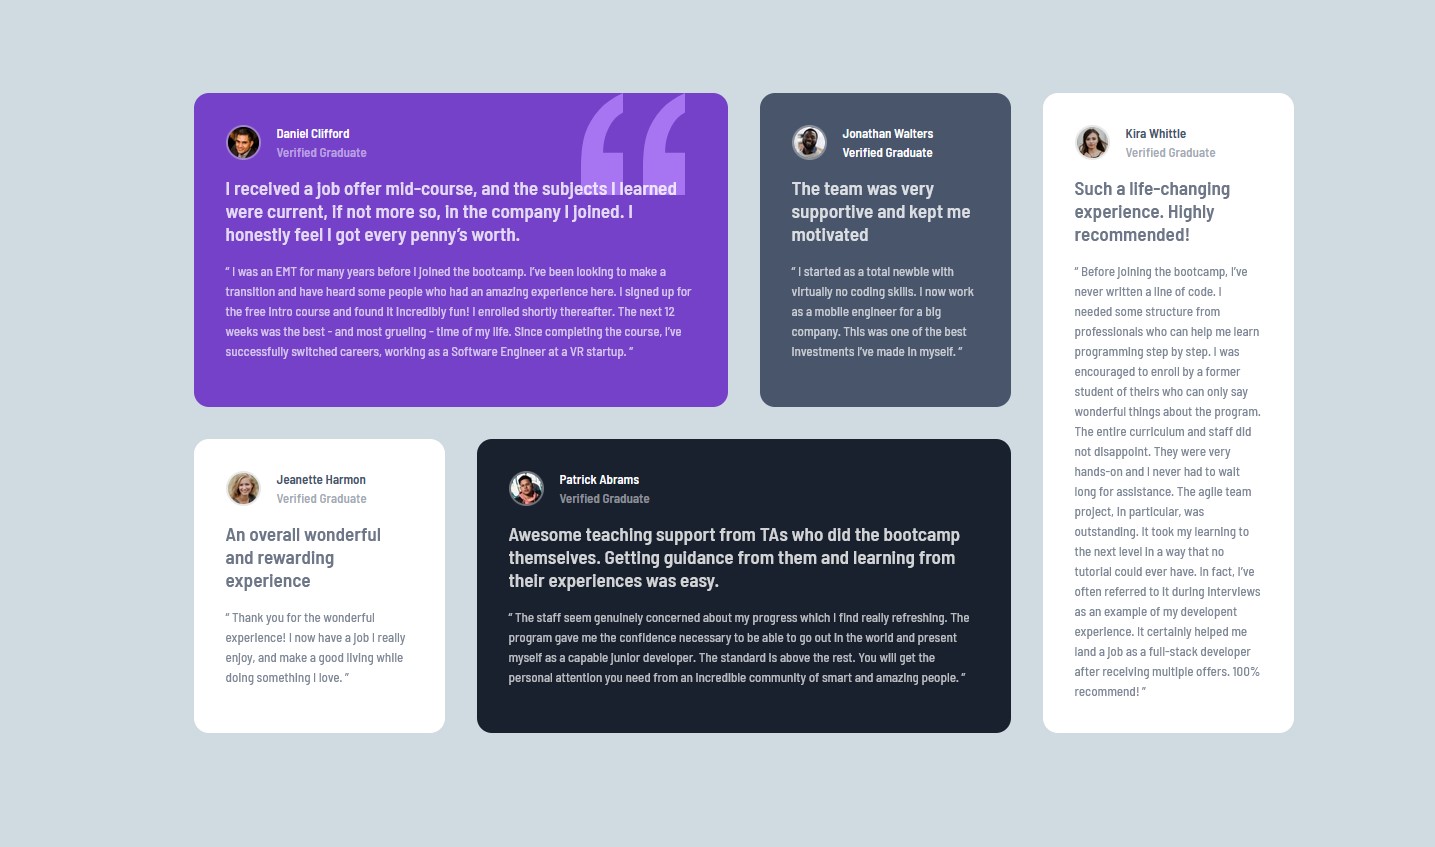 Daniel Clifford
Verified Graduate
I received a job offer mid-course, and the subjects I learned
were current, if not more so, in the company I joined. I
honestly feel I got every penny’s worth.
“ I was an EMT for many years before I joined the bootcamp. I’ve been looking to make a
transition and have heard some people who had an amazing experience here. I signed up for
the free intro course and found it incredibly fun! I enrolled shortly thereafter. The next 12
weeks was the best - and most grueling - time of my life. Since completing the course, I’ve
successfully switched careers, working as a Software Engineer at a VR startup. ”
Jonathan Walters
Verified Graduate
The team was very
supportive and kept me
motivated
“ I started as a total newbie with
virtually no coding skills. I now work
as a mobile engineer for a big
company. This was one of the best
investments I’ve made in myself. ”
Kira Whittle
Verified Graduate
Such a life-changing
experience. Highly
recommended!
“ Before joining the bootcamp, I’ve
never written a line of code. I
needed some structure from
professionals who can help me learn
programming step by step. I was
encouraged to enroll by a former
student of theirs who can only say
wonderful things about the program.
The entire curriculum and staff did
not disappoint. They were very
hands-on and I never had to wait
long for assistance. The agile team
project, in particular, was
outstanding. It took my learning to
the next level in a way that no
tutorial could ever have. In fact, I’ve
often referred to it during interviews
as an example of my developent
experience. It certainly helped me
land a job as a full-stack developer
after receiving multiple offers. 100%
recommend! ”
Jeanette Harmon
Verified Graduate
An overall wonderful
and rewarding
experience
“ Thank you for the wonderful
experience! I now have a job I really
enjoy, and make a good living while
doing something I love. ”
Patrick Abrams
Verified Graduate
Awesome teaching support from TAs who did the bootcamp
themselves. Getting guidance from them and learning from
their experiences was easy.
“ The staff seem genuinely concerned about my progress which I find really refreshing. The
program gave me the confidence necessary to be able to go out in the world and present
myself as a capable junior developer. The standard is above the rest. You will get the
personal attention you need from an incredible community of smart and amazing people. ”